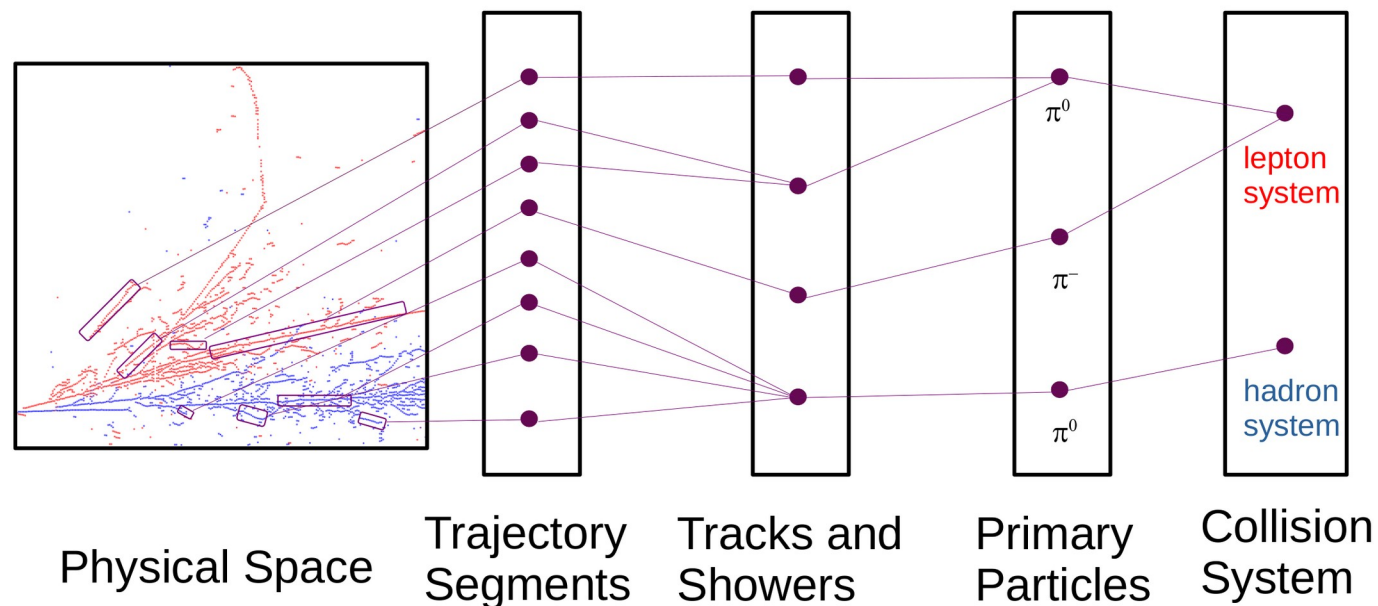 π⁰
lepton
system
π⁻
hadron
system
π⁰
Physical Space
Trajectory
Segments
Tracks and
Showers
Primary
Particles
Collision
System